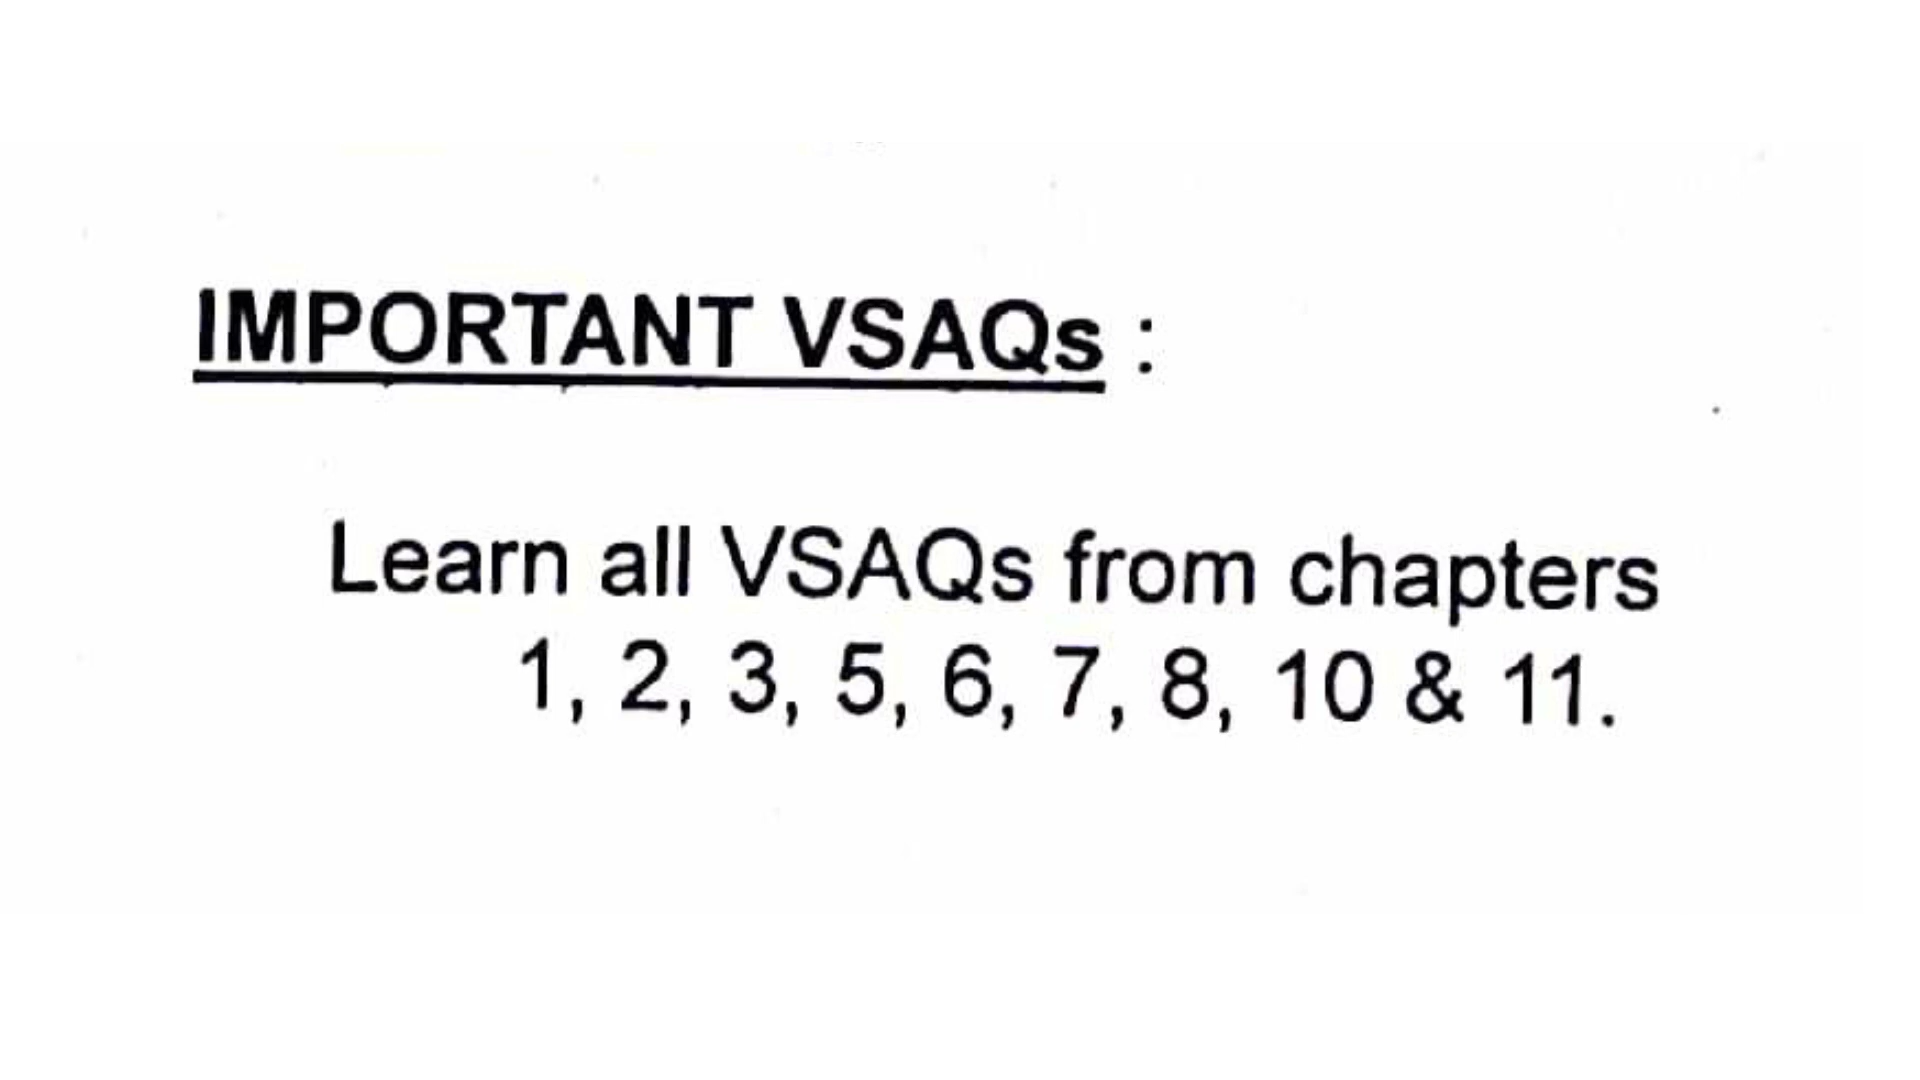 IMPORTANT VSAQs :
Learn all VSAQs from chapters
1, 2, 3, 5, 6, 7, 8, 10 & 11.